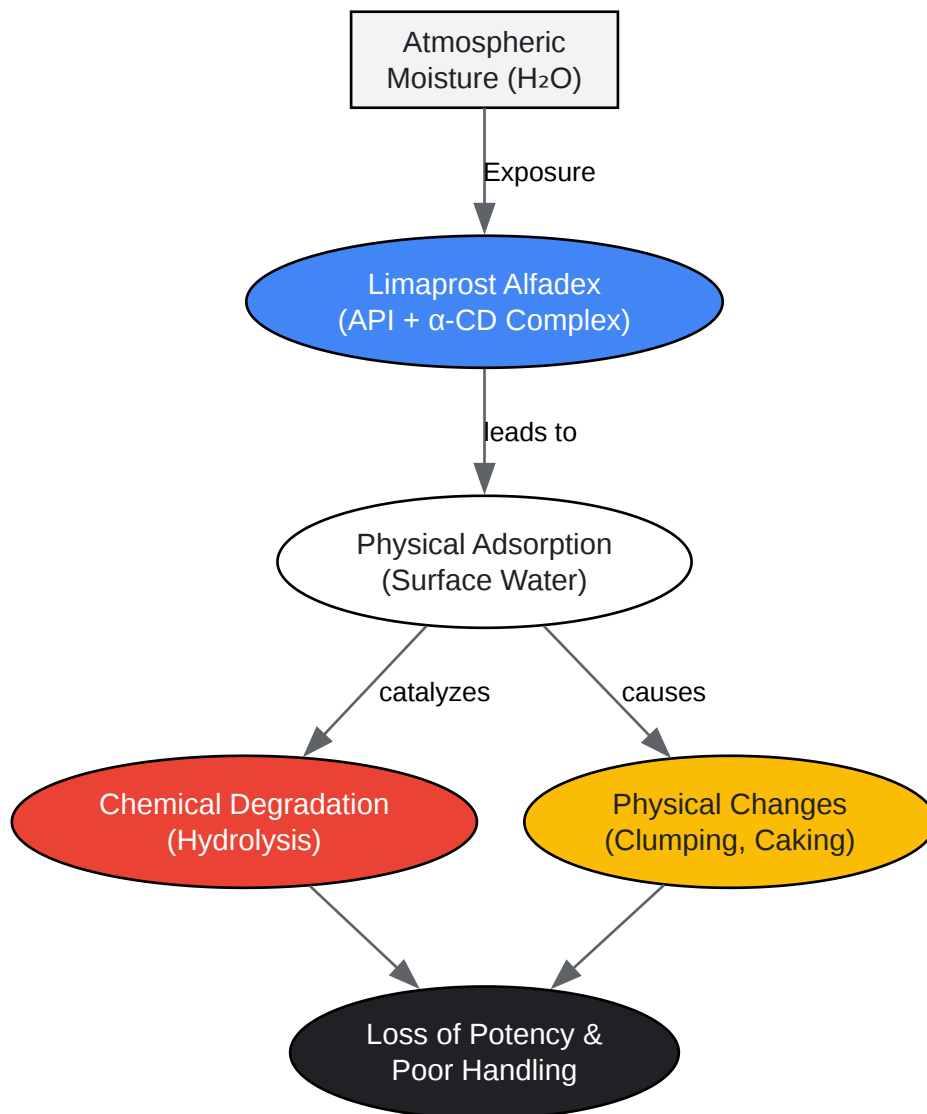 Atmospheric
Moisture (H₂O)
Exposure
Limaprost Alfadex
(API + α-CD Complex)
leads to
Physical Adsorption
(Surface Water)
catalyzes
causes
Chemical Degradation
(Hydrolysis)
Physical Changes
(Clumping, Caking)
Loss of Potency &
Poor Handling